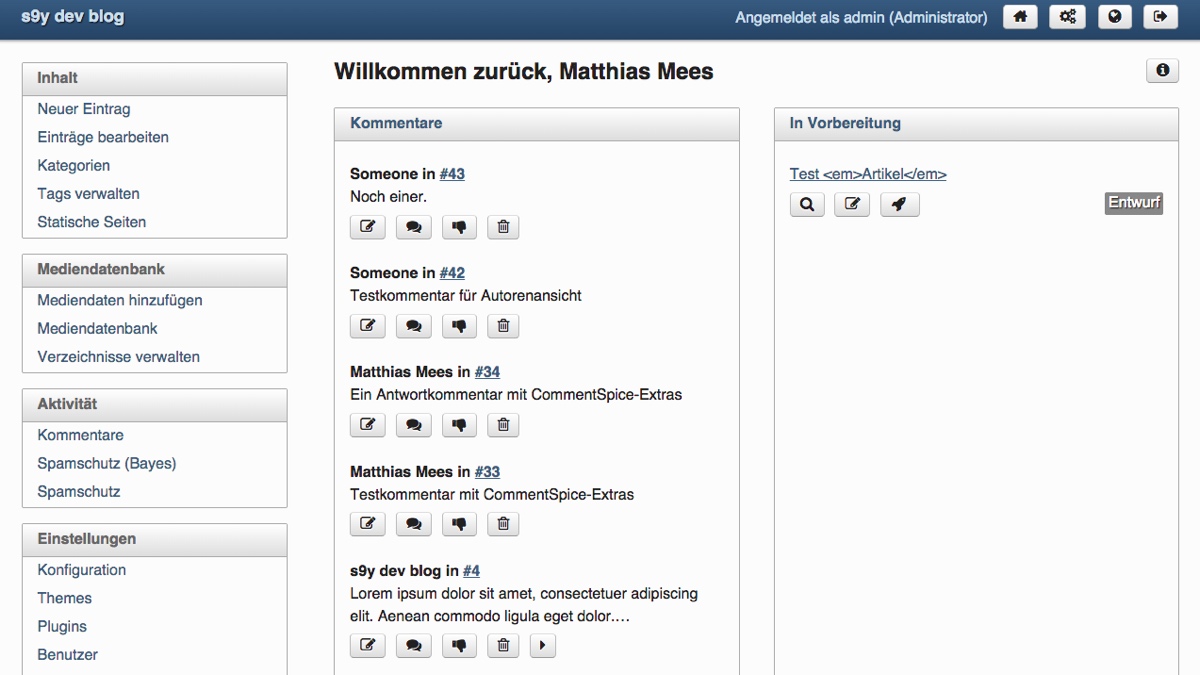 s9y dev blog
Angemeldet als admin (Administrator)
Inhalt
Neuer Eintrag
Einträge bearbeiten
Kategorien
Tags verwalten
Statische Seiten
Mediendatenbank
Mediendaten hinzufügen
Mediendatenbank
Verzeichnisse verwalten
Aktivität
Kommentare
Spamschutz (Bayes)
Spamschutz
Einstellungen
Konfiguration
Themes
Plugins
Benutzer
Willkommen zurück, Matthias Mees
Kommentare
Someone in #43
Noch einer.
Someone in #42
Testkommentar für Autorenansicht
Matthias Mees in #34
Ein Antwortkommentar mit CommentSpice-Extras
Matthias Mees in #33
Testkommentar mit CommentSpice-Extras
s9y dev blog in #4
Lorem ipsum dolor sit amet, consectetuer adipiscing
elit. Aenean commodo ligula eget dolor.…
In Vorbereitung
Test <em>Artikel</em>
Entwurf